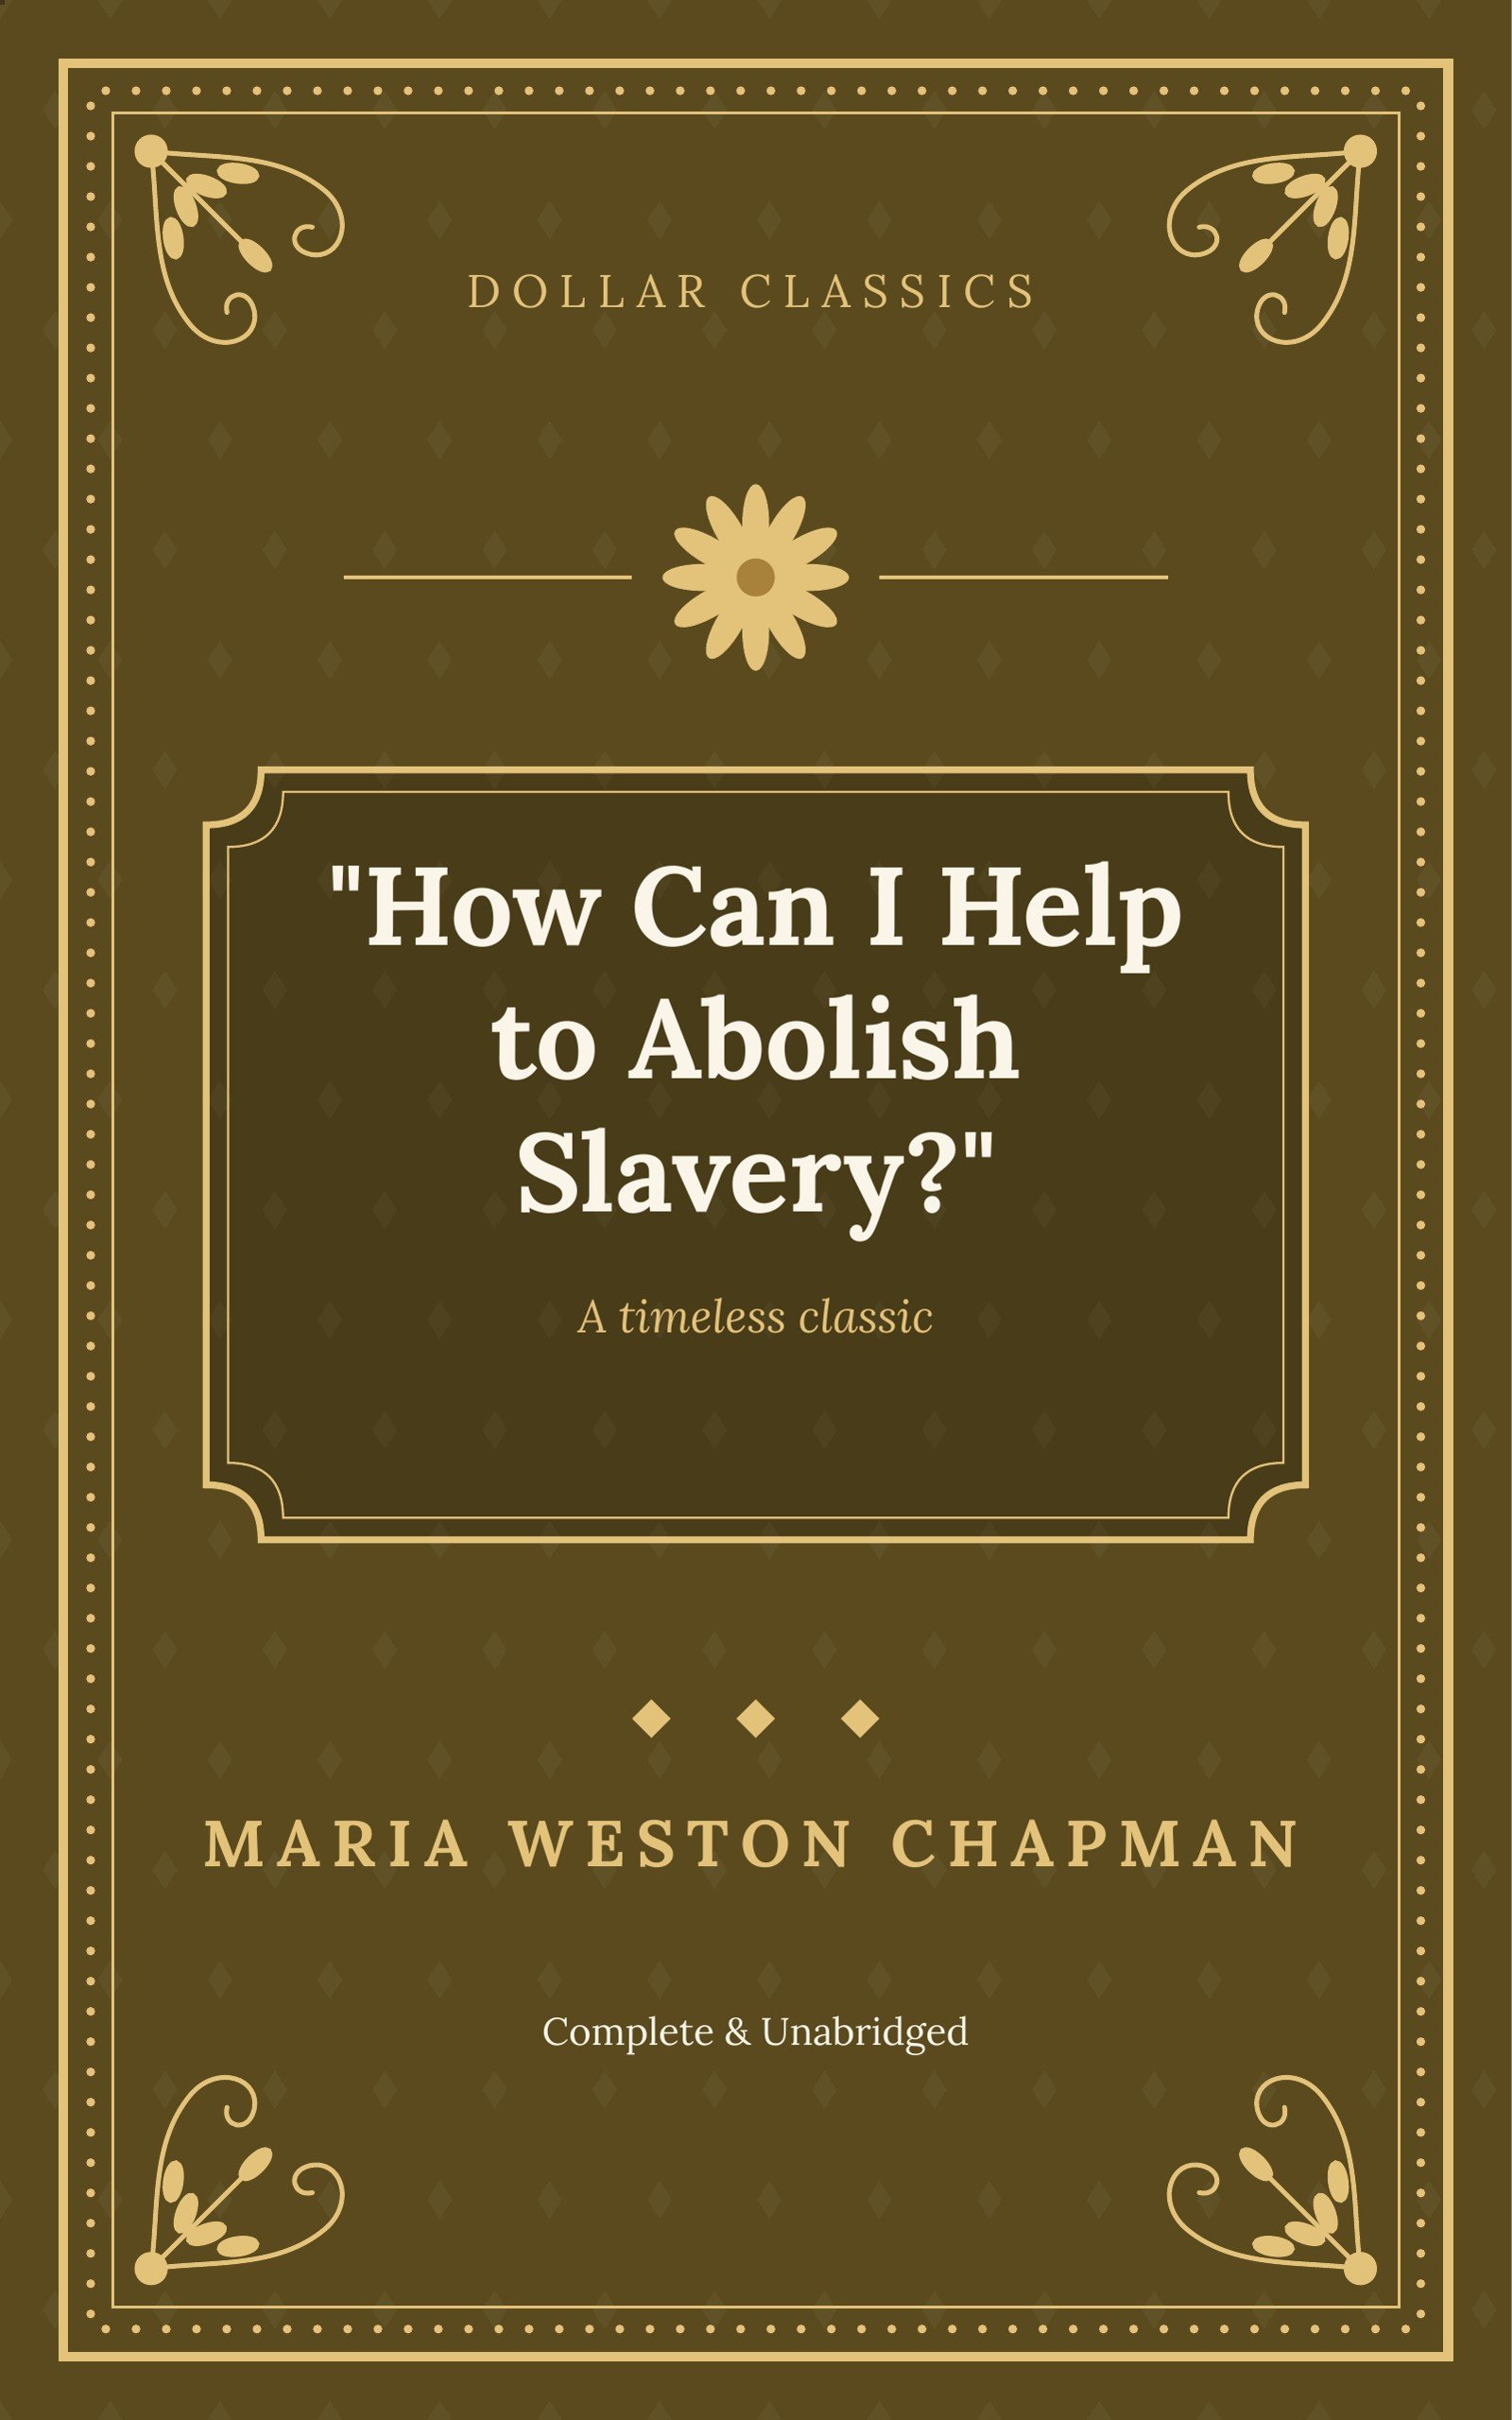 DOLLAR CLASSICS
"How Can I Help
to Abolish
Slavery?"
A timeless classic
MARIA WESTON CHAPMAN
Complete & Unabridged